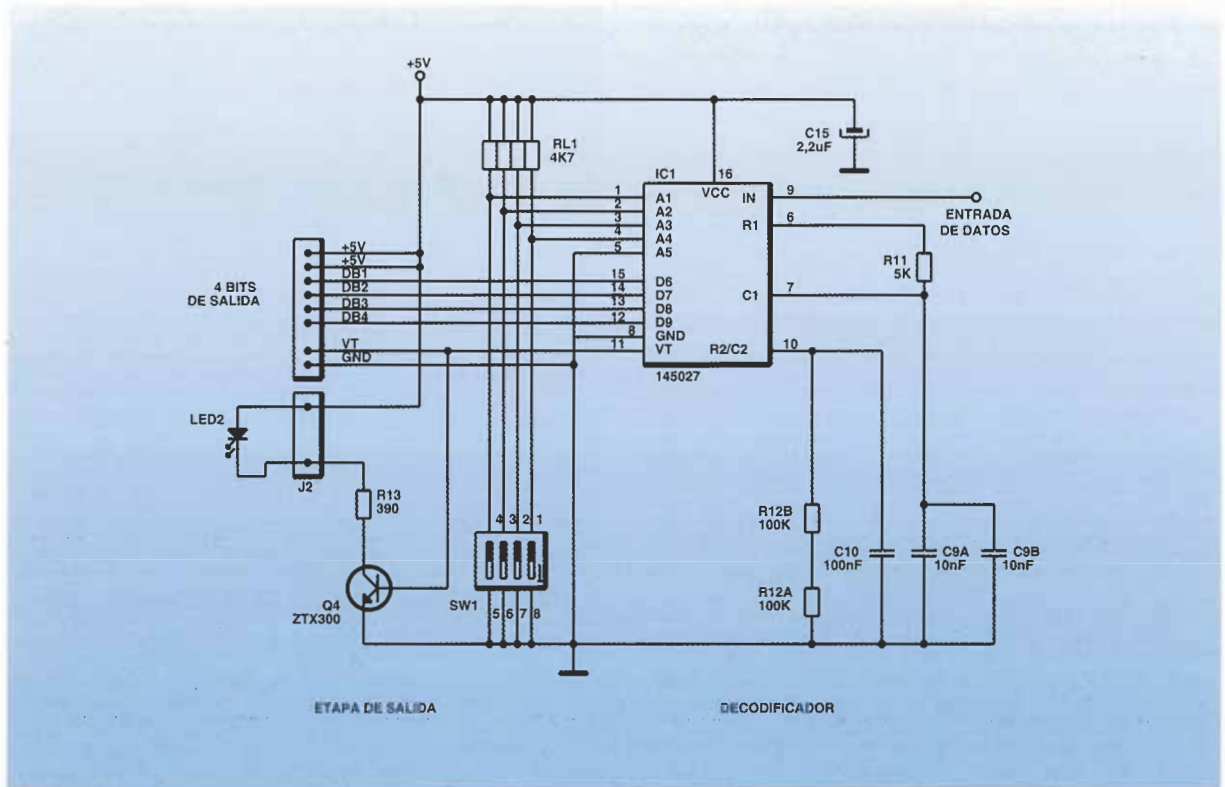 +5V
RL1
4K7
C15
2,2uF
IC1
16
VCC
1
2
3
4
5
A1
A2
A3
A4
A5
IN
9
R1
6
ENTRADA
DE DATOS
R11
5K
C1
7
4 BITS
DE SALIDA
+5V
+5V
DB1
DB2
DB3
DB4
VT
GND
15
14
13
12
8
11
D6
D7
D8
D9
GND
VT
R2/C2
10
145027
LED2
J2
R13
390
4 3 2 1
SW1
5 6 7 8
Q4
ZTX300
R12B
100K
R12A
100K
C10
100nF
C9A
10nF
C9B
10nF
ETAPA DE SALIDA
DECODIFICADOR